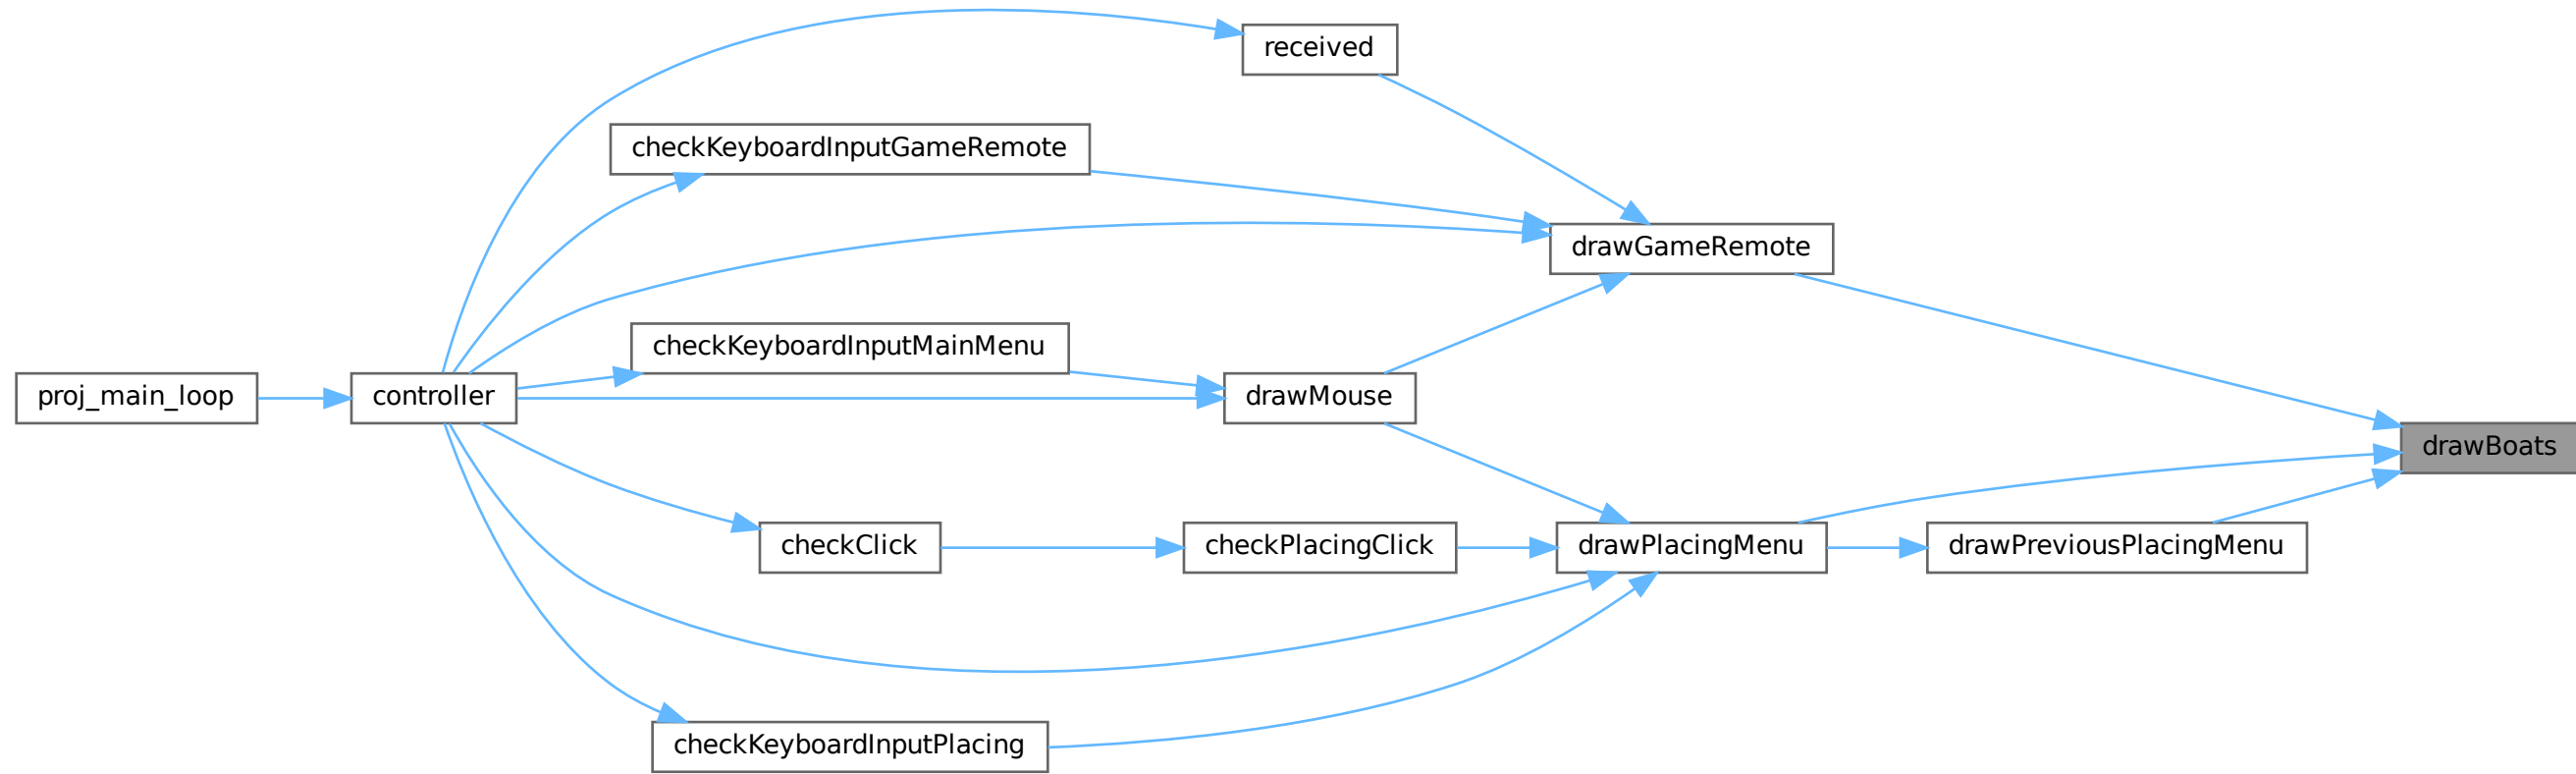 received
checkKeyboardInputGameRemote
drawGameRemote
checkKeyboardInputMainMenu
proj_main_loop
controller
drawMouse
drawBoats
checkClick
checkPlacingClick
drawPlacingMenu
drawPreviousPlacingMenu
checkKeyboardInputPlacing